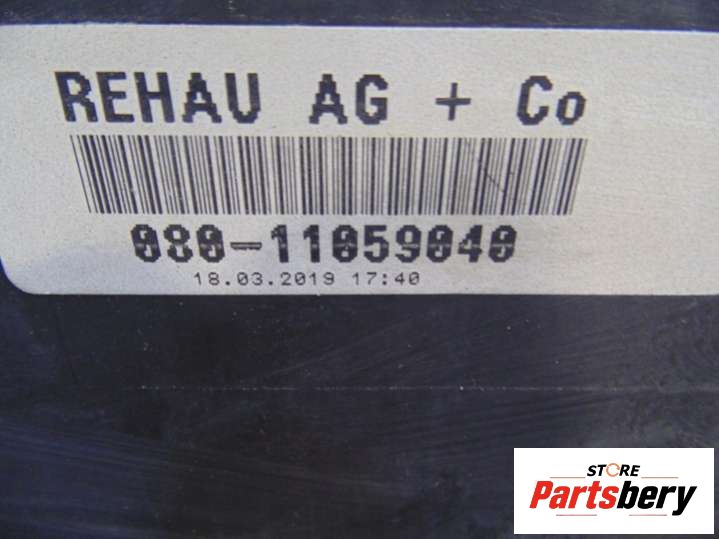 REHAU AG + Co
080-11059040
18.03.2019 17:40
STORE
Partsbery